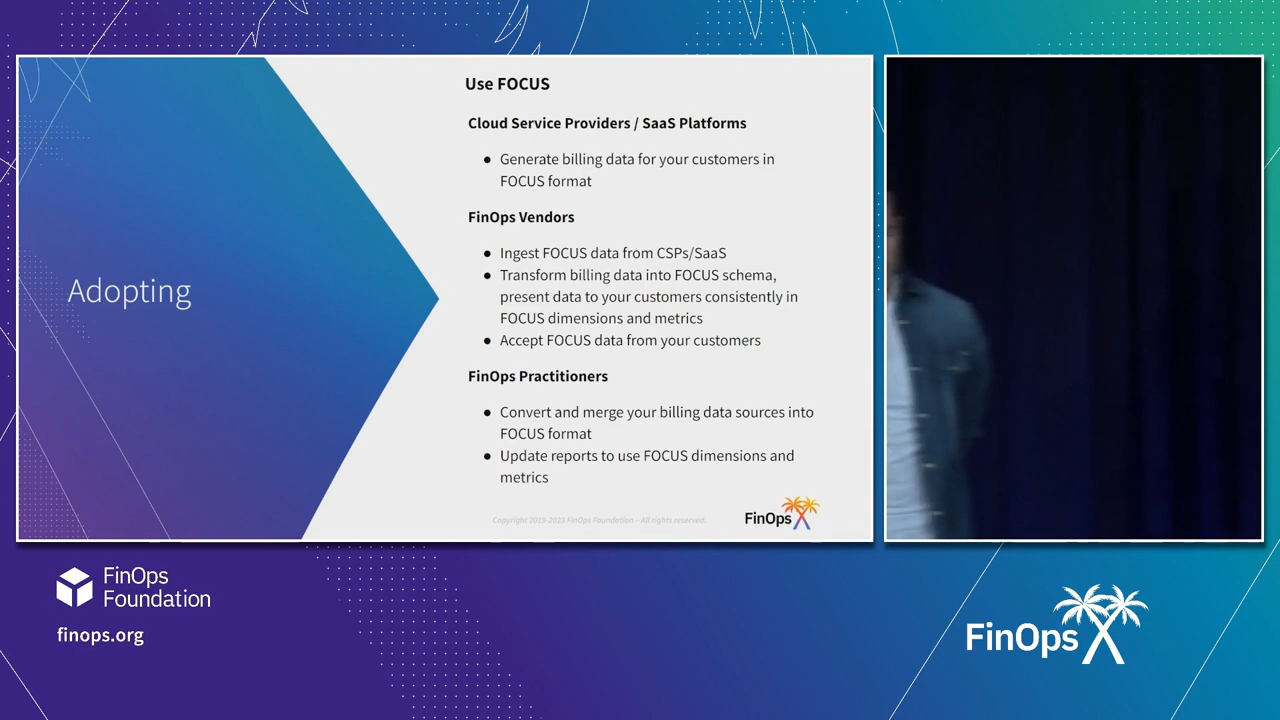 Adopting
Use FOCUS
Cloud Service Providers / SaaS Platforms
● Generate billing data for your customers in
FOCUS format
FinOps Vendors
● Ingest FOCUS data from CSPs/SaaS
● Transform billing data into FOCUS schema,
present data to your customers consistently in
FOCUS dimensions and metrics
● Accept FOCUS data from your customers
FinOps Practitioners
● Convert and merge your billing data sources into
FOCUS format
● Update reports to use FOCUS dimensions and
metrics
Copyright 2019-2023 FinOps Foundation - All rights reserved.
FinOps X
FinOps
Foundation
finops.org
FinOps X